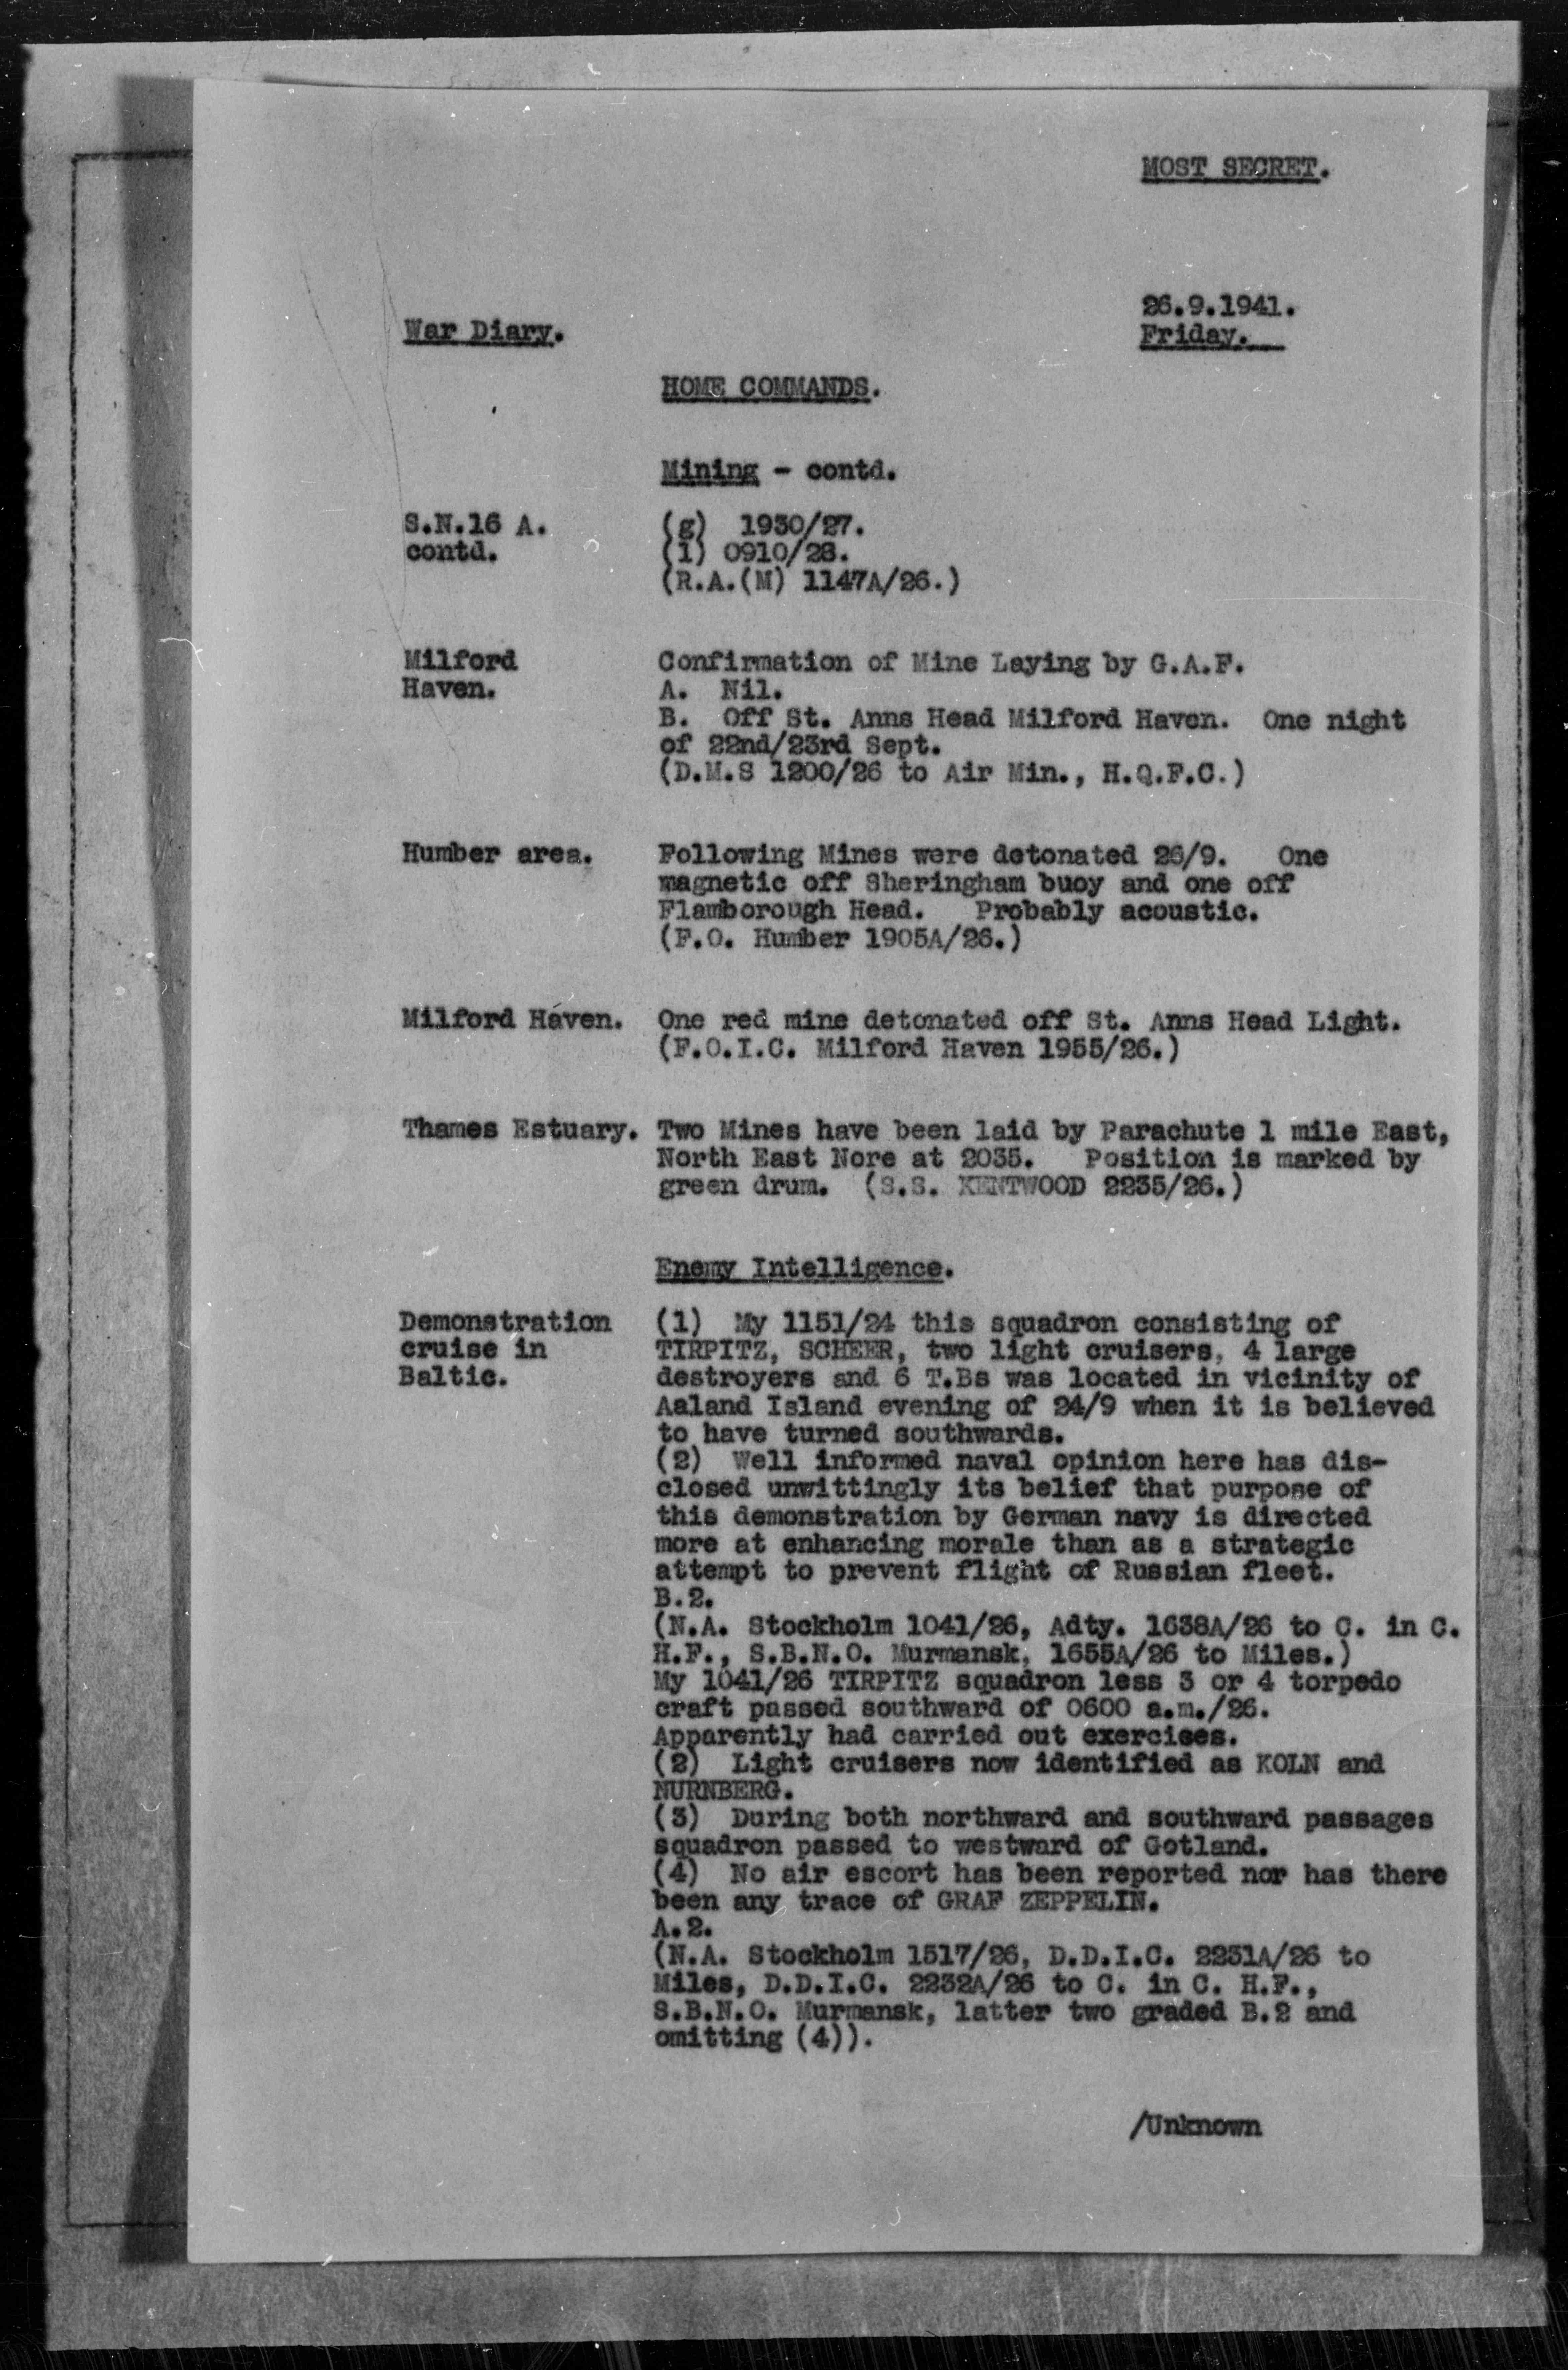 MOST SECRET.
26.9.1941.
War Diary.
Friday.
HOME COMMANDS.
Mining - contd.
S.N.16 A.
contd.
(g) 1930/27.
(i) 0910/28.
(R.A.(M) 1147A/26.)
Milford
Haven.
Confirmation of Mine Laying by G.A.F.
A. Nil.
B. Off St. Anns Head Milford Haven. One night
of 22nd/23rd Sept.
(D.M.S 1200/26 to Air Min., H.Q.F.C.)
Humber area.
Following Mines were detonated 26/9. One
magnetic off Sheringham buoy and one off
Flamborough Head. Probably acoustic.
(F.O. Humber 1905A/26.)
Milford Haven.
One red mine detonated off St. Anns Head Light.
(F.O.I.C. Milford Haven 1955/26.)
Thames Estuary.
Two Mines have been laid by Parachute 1 mile East,
North East Nore at 2035. Position is marked by
green drum. (S.S. KENTWOOD 2235/26.)
Enemy Intelligence.
Demonstration
cruise in
Baltic.
(1) My 1151/24 this squadron consisting of
TIRPITZ, SCHEER, two light cruisers, 4 large
destroyers and 6 T.Bs was located in vicinity of
Aaland Island evening of 24/9 when it is believed
to have turned southwards.
(2) Well informed naval opinion here has dis-
closed unwittingly its belief that purpose of
this demonstration by German navy is directed
more at enhancing morale than as a strategic
attempt to prevent flight of Russian fleet.
B.2.
(N.A. Stockholm 1041/26, Adty. 1638A/26 to C. in C.
H.F., S.B.N.O. Murmansk, 1655A/26 to Miles.)
My 1041/26 TIRPITZ squadron less 3 or 4 torpedo
craft passed southward of 0600 a.m./26.
Apparently had carried out exercises.
(2) Light cruisers now identified as KOLN and
NURNBERG.
(3) During both northward and southward passages
squadron passed to westward of Gotland.
(4) No air escort has been reported nor has there
been any trace of GRAF ZEPPELIN.
A.2.
(N.A. Stockholm 1517/26, D.D.I.C. 2231A/26 to
Miles, D.D.I.C. 2232A/26 to C. in C. H.F.,
S.B.N.O. Murmansk, latter two graded B.2 and
omitting (4)).
/Unknown